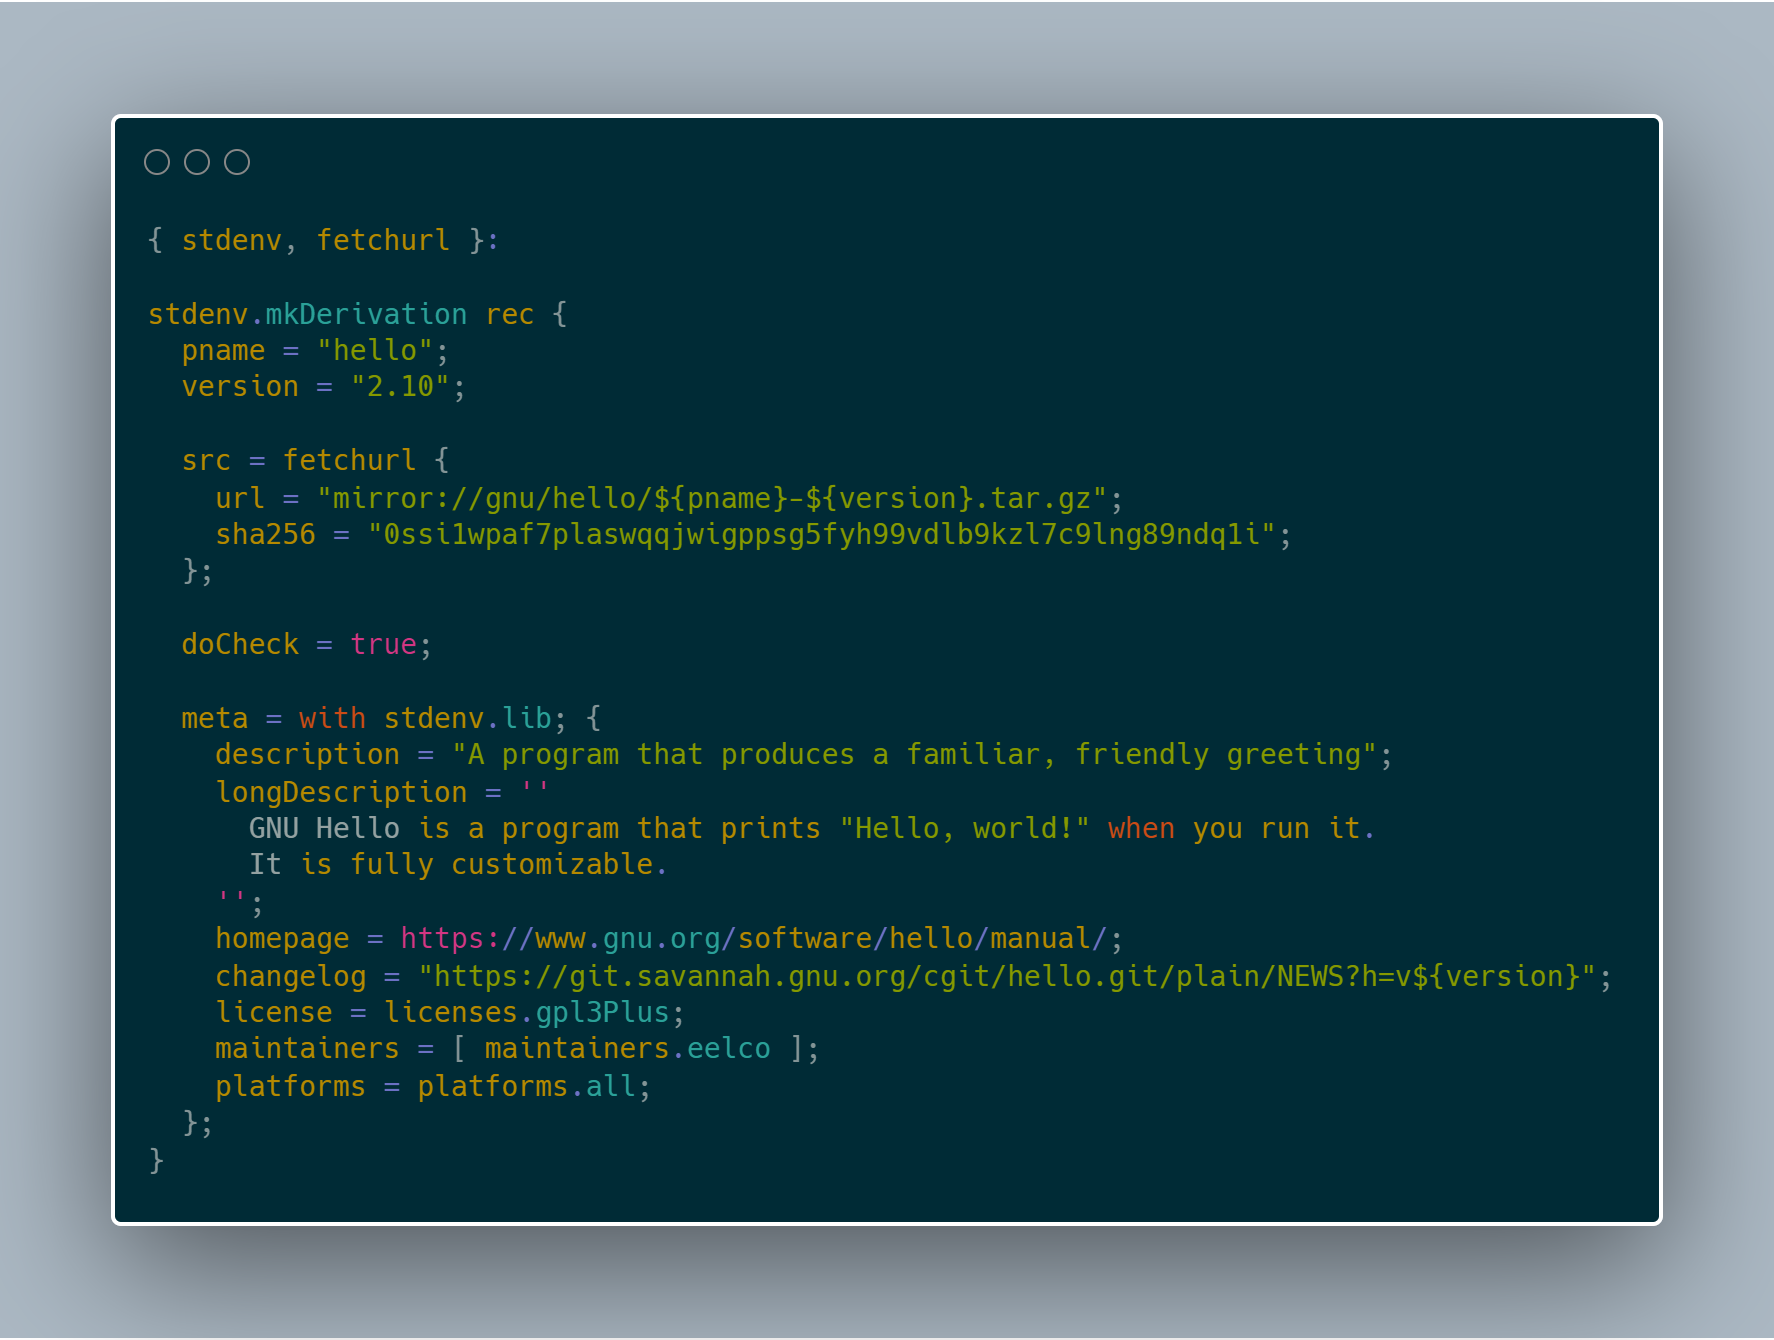 { stdenv, fetchurl }:

stdenv.mkDerivation rec {
  pname = "hello";
  version = "2.10";

  src = fetchurl {
    url = "mirror://gnu/hello/${pname}-${version}.tar.gz";
    sha256 = "0ssi1wpaf7plaswqqjwigppsg5fyh99vdlb9kzl7c9lng89ndq1i";
  };

  doCheck = true;

  meta = with stdenv.lib; {
    description = "A program that produces a familiar, friendly greeting";
    longDescription = ''
      GNU Hello is a program that prints "Hello, world!" when you run it.
      It is fully customizable.
    '';
    homepage = https://www.gnu.org/software/hello/manual/;
    changelog = "https://git.savannah.gnu.org/cgit/hello.git/plain/NEWS?h=v${version}";
    license = licenses.gpl3Plus;
    maintainers = [ maintainers.eelco ];
    platforms = platforms.all;
  };
}